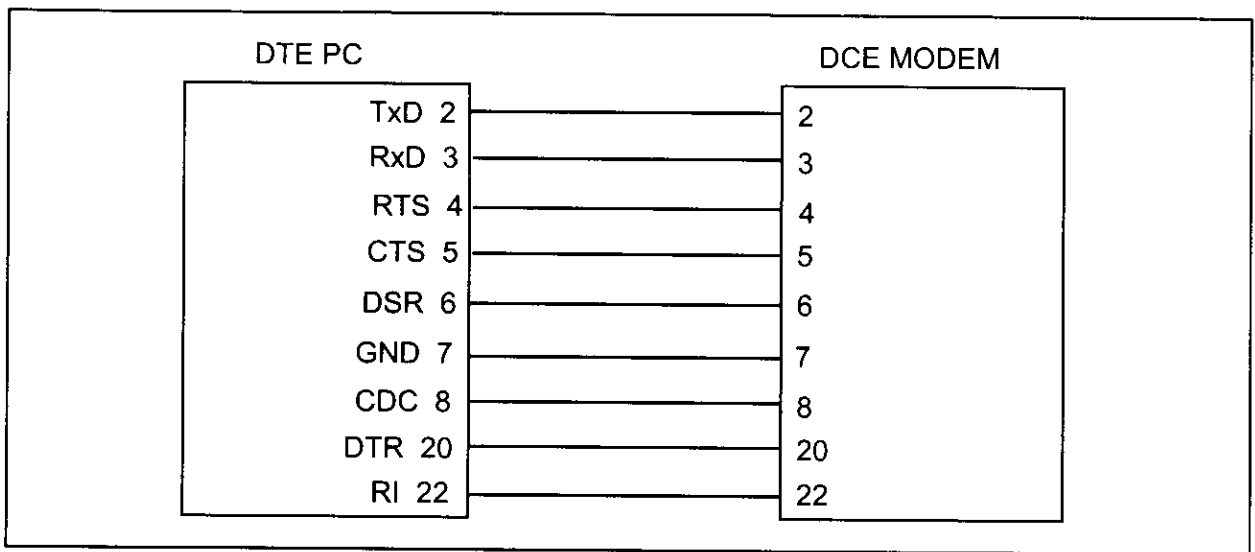 DTE PC DCE MODEM
TxD 2 2
RxD 3 3
RTS 4 4
CTS 5 5
DSR 6 6
GND 7 7
CDC 8 8
DTR 20 20
RI 22 22